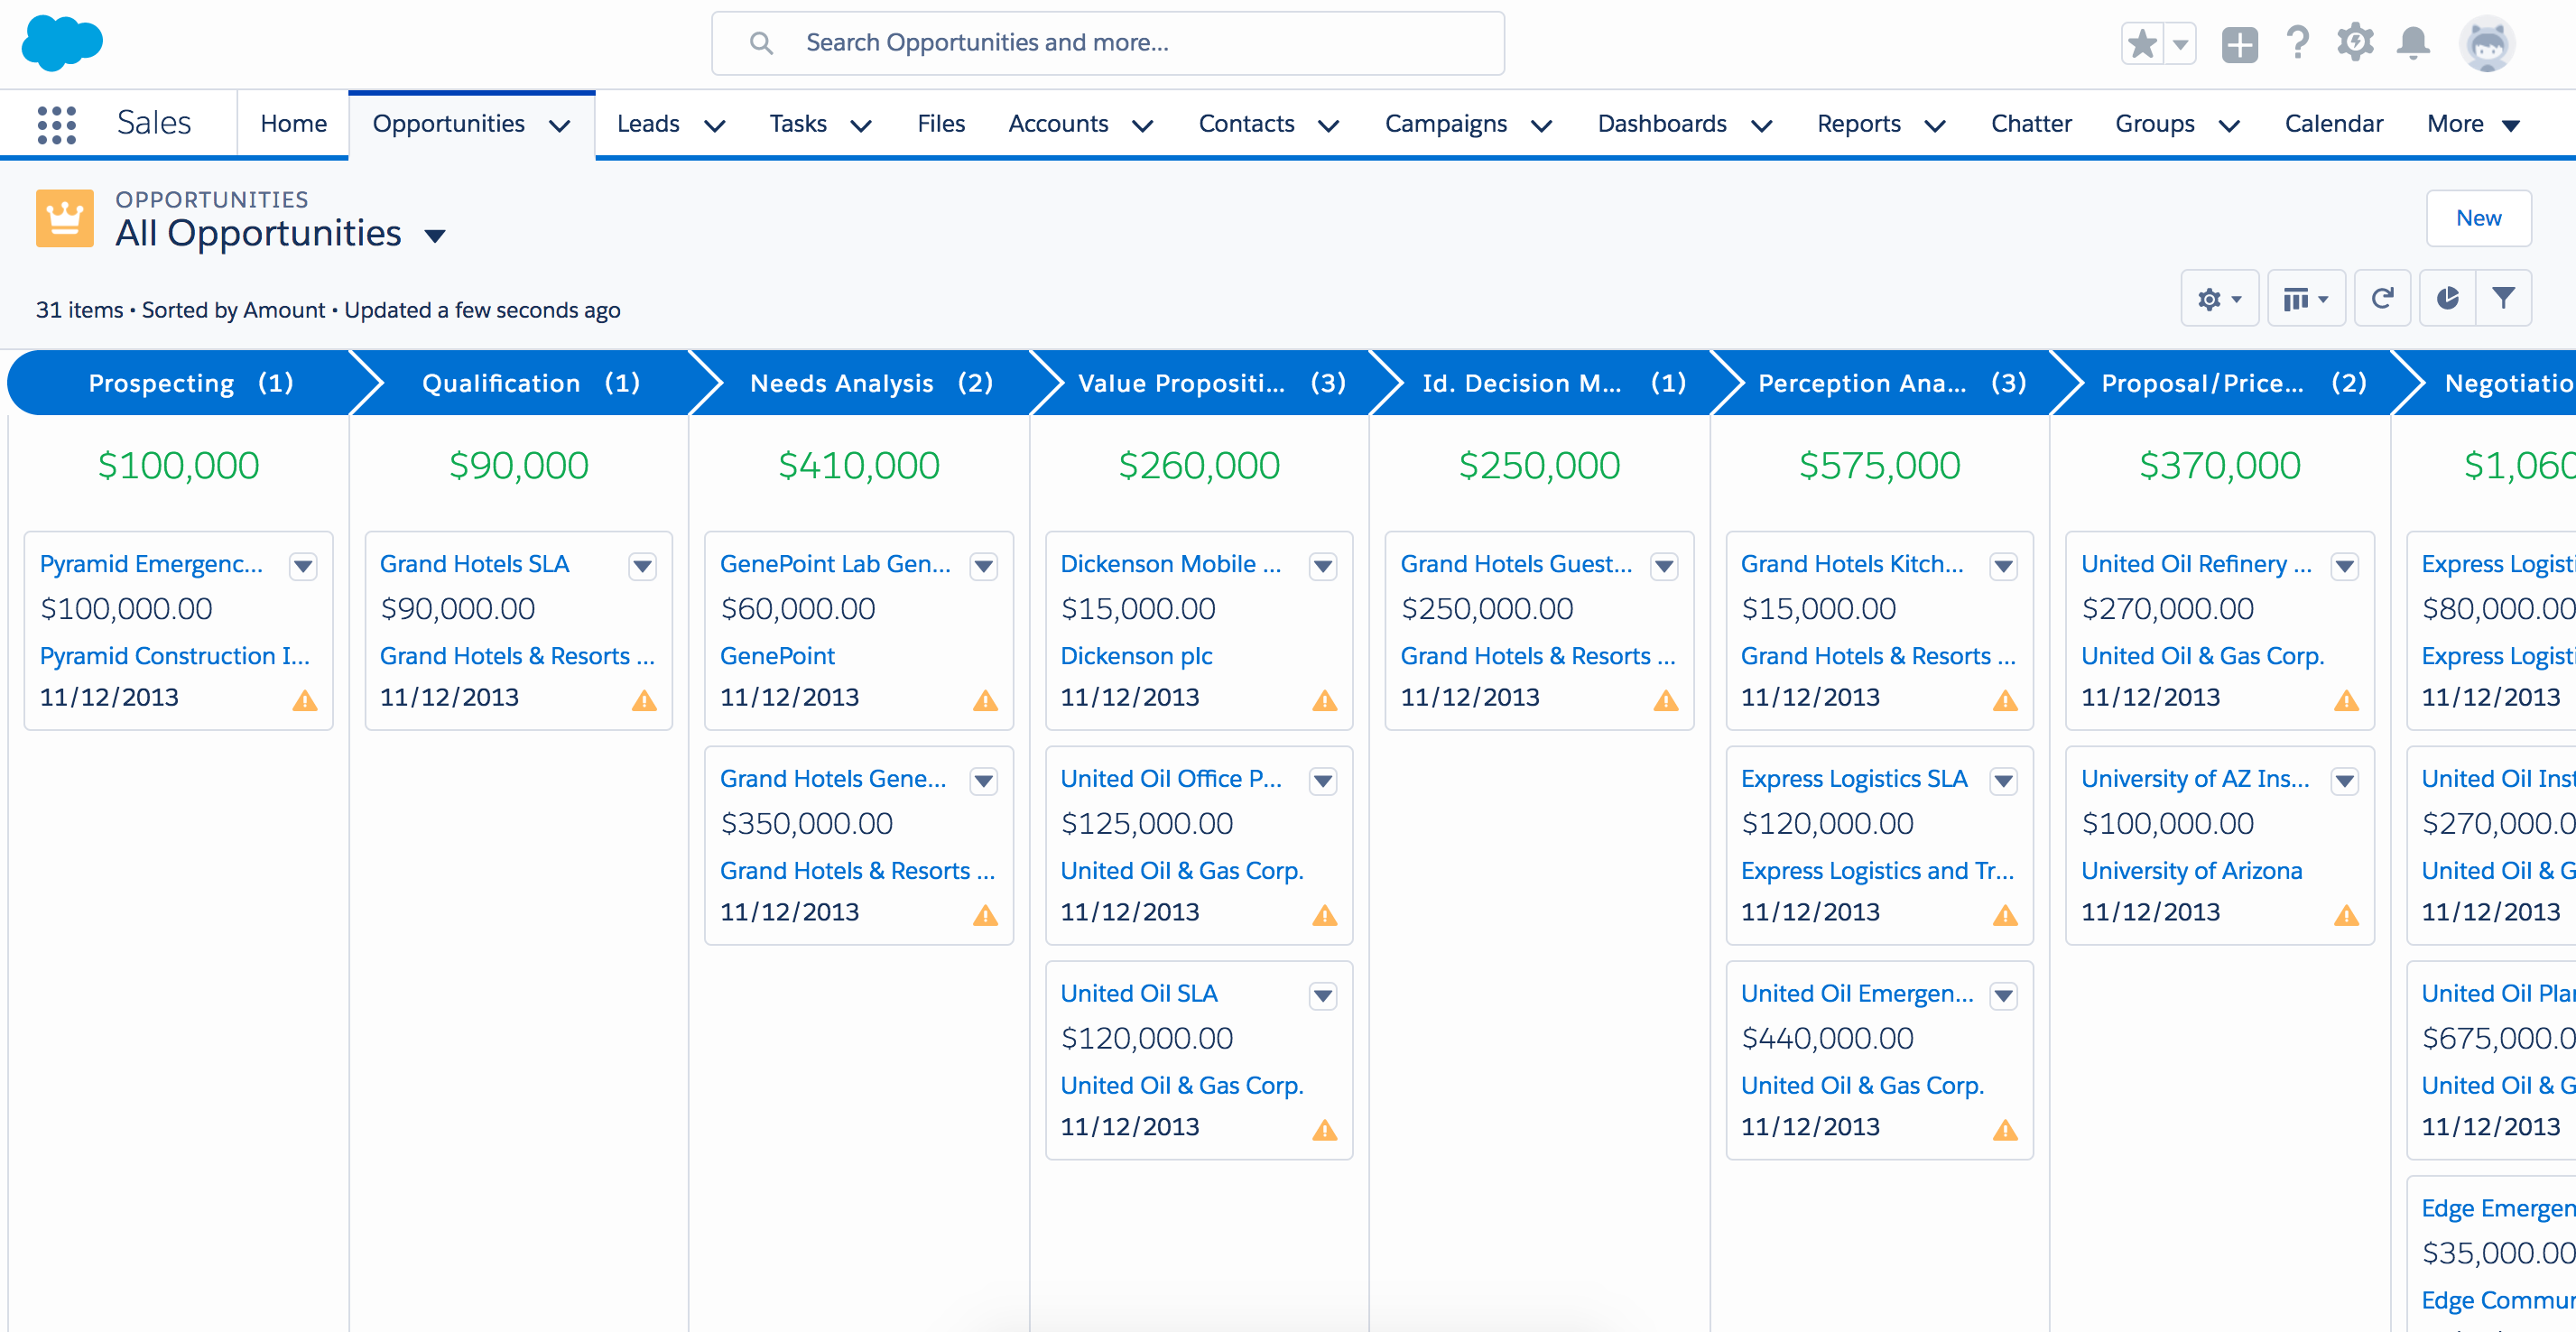 Search Opportunities and more...
Sales
Home
Opportunities
Leads
Tasks
Files
Accounts
Contacts
Campaigns
Dashboards
Reports
Chatter
Groups
Calendar
More
OPPORTUNITIES
All Opportunities
New
31 items • Sorted by Amount • Updated a few seconds ago
Prospecting (1)
$100,000
Pyramid Emergenc...
$100,000.00
Pyramid Construction I...
11/12/2013
Qualification (1)
$90,000
Grand Hotels SLA
$90,000.00
Grand Hotels & Resorts ...
11/12/2013
Needs Analysis (2)
$410,000
GenePoint Lab Gen...
$60,000.00
GenePoint
11/12/2013
Grand Hotels Gene...
$350,000.00
Grand Hotels & Resorts ...
11/12/2013
Value Propositi... (3)
$260,000
Dickenson Mobile ...
$15,000.00
Dickenson plc
11/12/2013
United Oil Office P...
$125,000.00
United Oil & Gas Corp.
11/12/2013
United Oil SLA
$120,000.00
United Oil & Gas Corp.
11/12/2013
Id. Decision M... (1)
$250,000
Grand Hotels Guest...
$250,000.00
Grand Hotels & Resorts ...
11/12/2013
Perception Ana... (3)
$575,000
Grand Hotels Kitch...
$15,000.00
Grand Hotels & Resorts ...
11/12/2013
Express Logistics SLA
$120,000.00
Express Logistics and Tr...
11/12/2013
United Oil Emergen...
$440,000.00
United Oil & Gas Corp.
11/12/2013
Proposal/Price... (2)
$370,000
United Oil Refinery ...
$270,000.00
United Oil & Gas Corp.
11/12/2013
University of AZ Ins...
$100,000.00
University of Arizona
11/12/2013
Negotiatio
$1,060
Express Logisti
$80,000.00
Express Logisti
11/12/2013
United Oil Inst
$270,000.0
United Oil & G
11/12/2013
United Oil Pla
$675,000.0
United Oil & G
11/12/2013
Edge Emergen
$35,000.00
Edge Commu